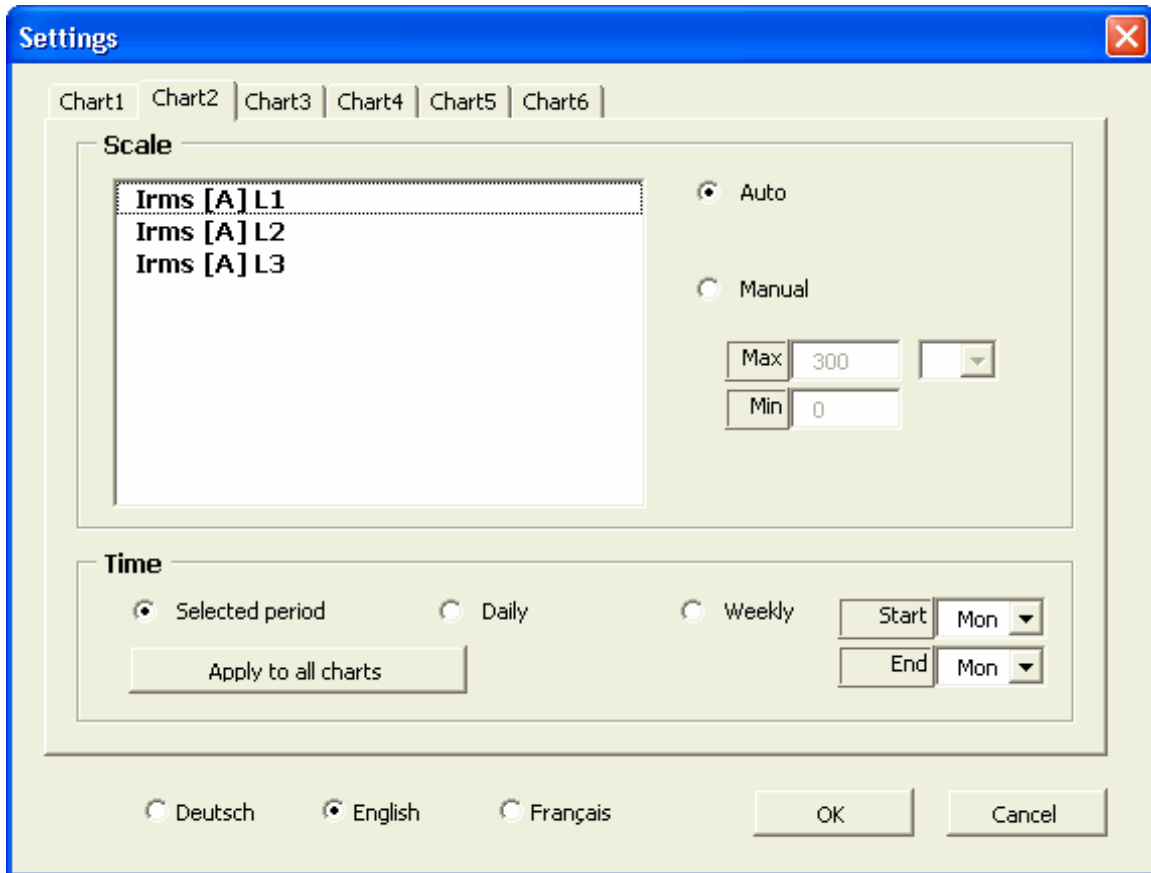 Settings
Chart1 Chart2 Chart3 Chart4 Chart5 Chart6
Scale
Irms [A] L1
Irms [A] L2
Irms [A] L3
Auto
Manual
Max 300
Min 0
Time
Selected period Daily Weekly Start Mon
Apply to all charts End Mon
Deutsch English Français OK Cancel